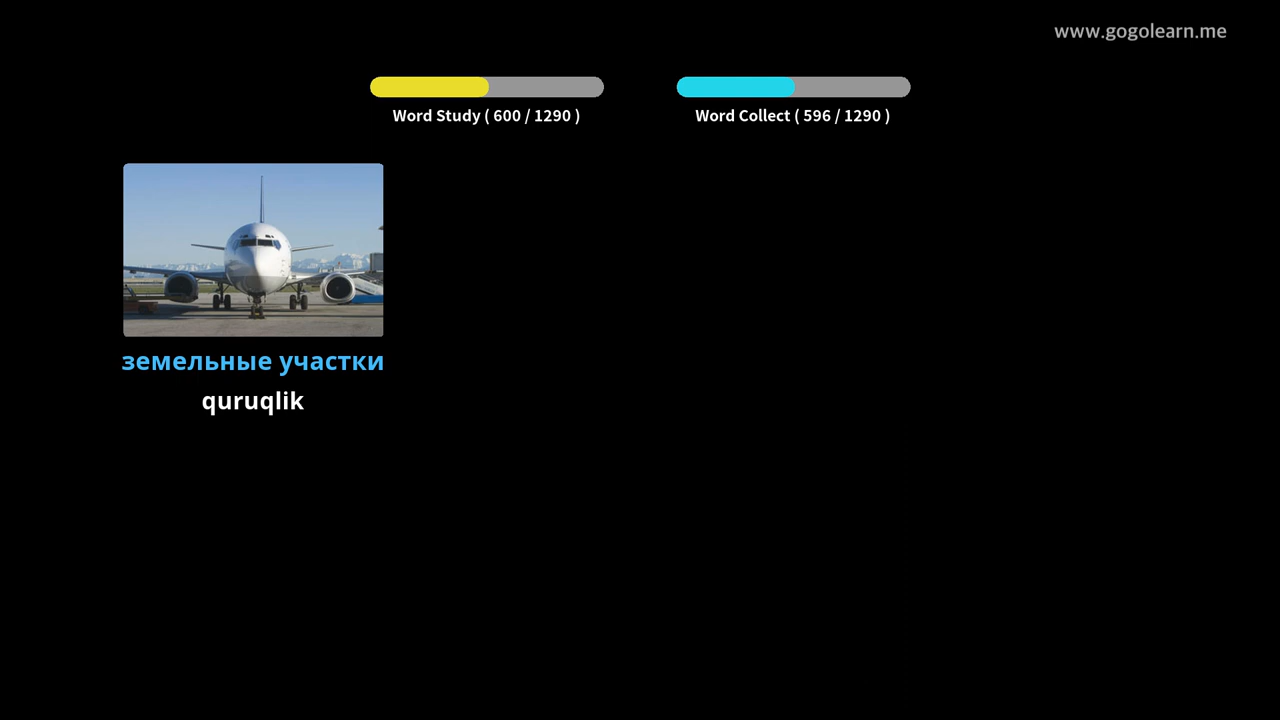 www.gogolearn.me
Word Study ( 600 / 1290 )
Word Collect ( 596 / 1290 )
земельные участки
quruqlik